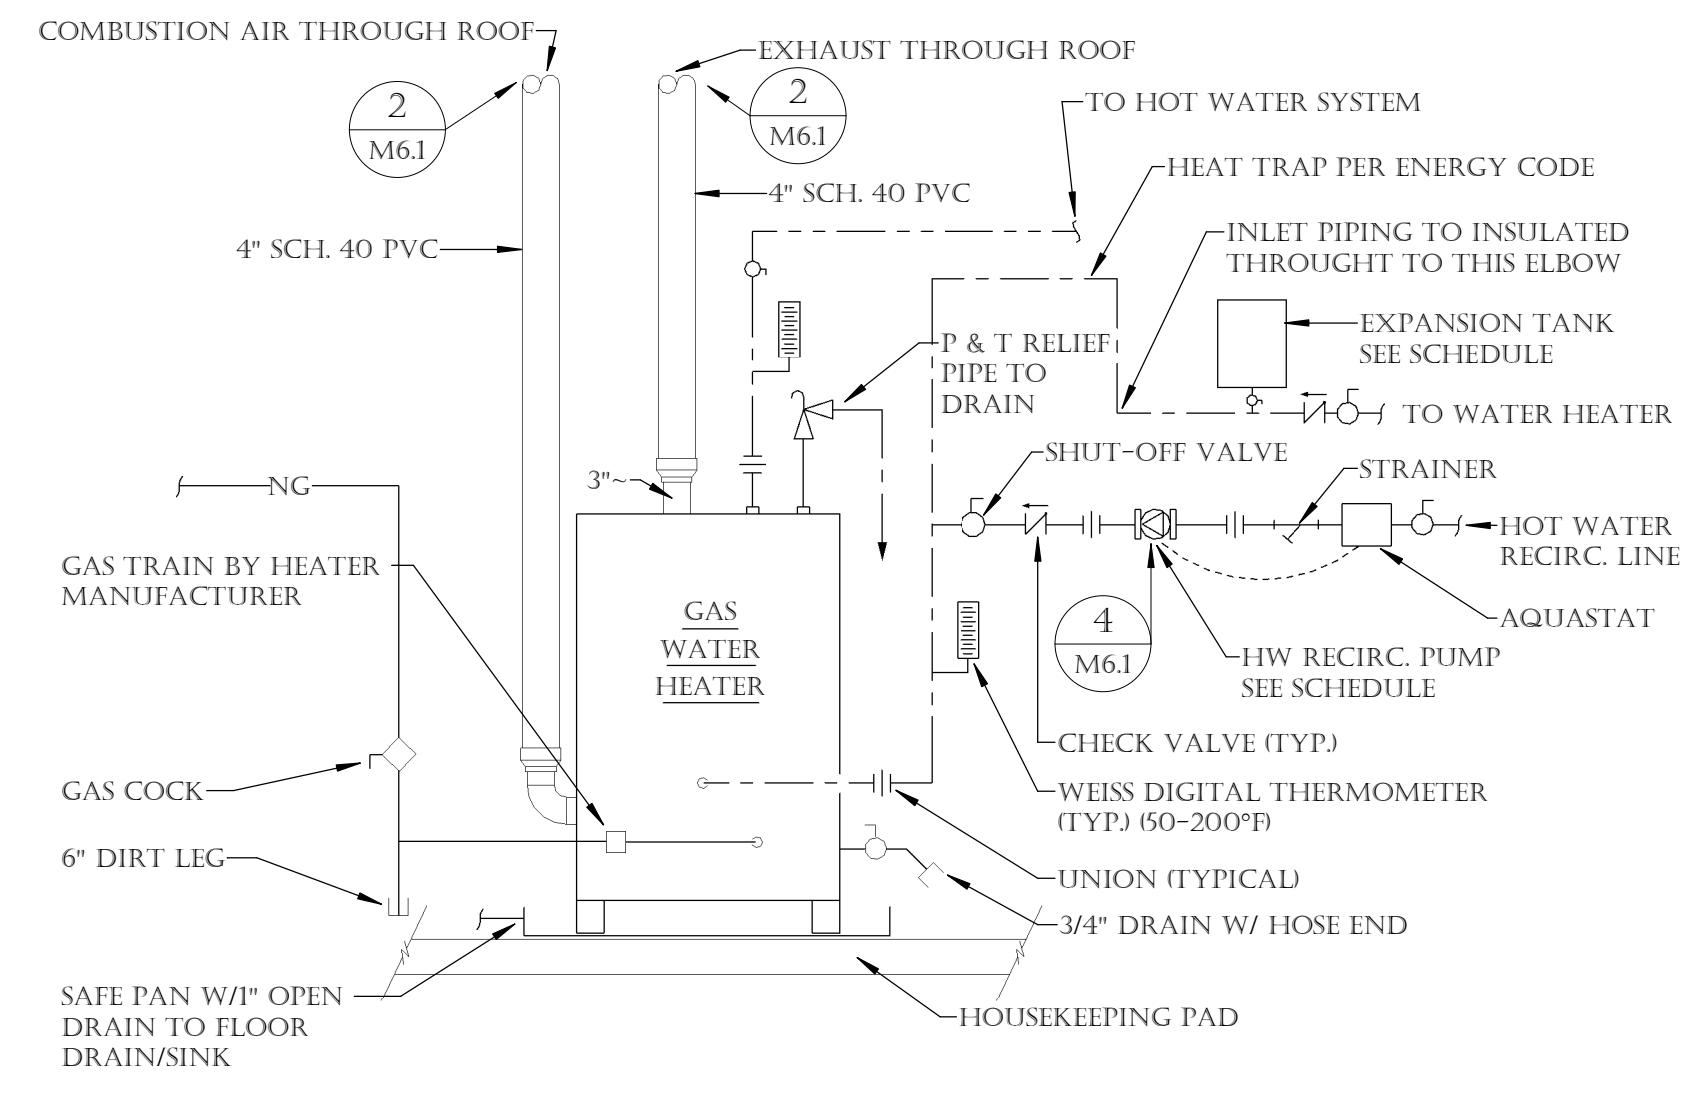 COMBUSTION AIR THROUGH ROOF
EXHAUST THROUGH ROOF
2
M6.1
2
M6.1
TO HOT WATER SYSTEM
HEAT TRAP PER ENERGY CODE
4" SCH. 40 PVC
4" SCH. 40 PVC
INLET PIPING TO INSULATED
THROUGHT TO THIS ELBOW
EXPANSION TANK
SEE SCHEDULE
P & T RELIEF
PIPE TO
DRAIN
TO WATER HEATER
SHUT-OFF VALVE
STRAINER
3"~
NG
HOT WATER
RECIRC. LINE
GAS TRAIN BY HEATER
MANUFACTURER
GAS
WATER
HEATER
4
M6.1
AQUASTAT
HW RECIRC. PUMP
SEE SCHEDULE
CHECK VALVE (TYP.)
GAS COCK
WEISS DIGITAL THERMOMETER
(TYP.) (50-200°F)
6" DIRT LEG
UNION (TYPICAL)
3/4" DRAIN W/ HOSE END
SAFE PAN W/1" OPEN
DRAIN TO FLOOR
DRAIN/SINK
HOUSEKEEPING PAD